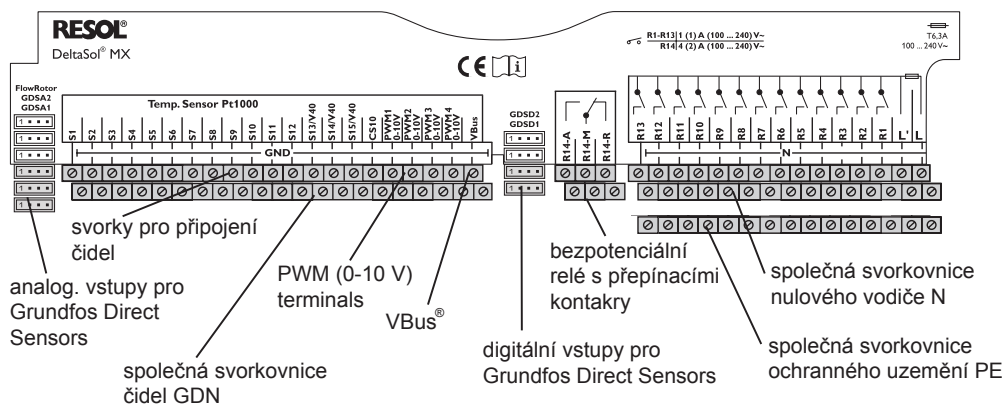 RESOL®
DeltaSol® MX
R1-R13 1 (1) A (100 ... 240) V~
R14 4 (2) A (100 ... 240) V~
T6,3A
100 ... 240 V~
FlowRotor
GDSA2
GDSA1
Temp. Sensor Pt1000
S1
S2
S3
S4
S5
S6
S7
S8
S9
S10
S11
S12
S13/V40
S14/V40
S15/V40
CS10
PWM1
0-10V
PWM2
0-10V
PWM3
0-10V
PWM4
0-10V
VBus
GND
GDSD2
GDSD1
R14-A
R14-M
R14-R
R13
R12
R11
R10
R9
R8
R7
R6
R5
R4
R3
R2
R1
L'
L
N
svorky pro připojení
čidel
analog. vstupy pro
Grundfos Direct
Sensors
PWM (0-10 V)
terminals
VBus®
společná svorkovnice
čidel GDN
digitální vstupy pro
Grundfos Direct Sensors
bezpotenciální
relé s přepínacími
kontakry
společná svorkovnice
nulového vodiče N
společná svorkovnice
ochranného uzemění PE